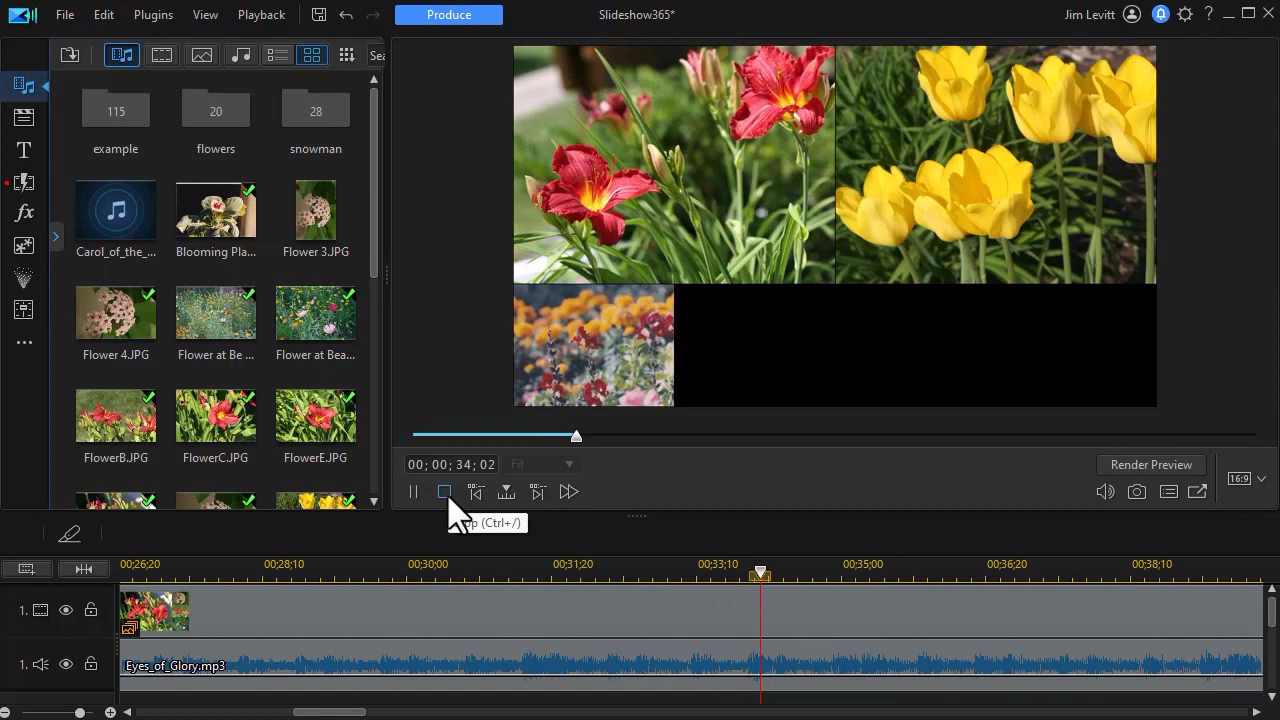 File Edit Plugins View Playback Produce Slideshow365* Jim Levitt
Sea
115 20 28
example flowers snowman
Carol_of_the_... Blooming Pla... Flower 3.JPG
Flower 4.JPG Flower at Be ... Flower at Bea...
FlowerB.JPG FlowerC.JPG FlowerE.JPG
00; 00; 34; 02 Fit Render Preview
16:9
op (Ctrl+/)
00;26;20 00;28;10 00;30;00 00;31;20 00;33;10 00;35;00 00;36;20 00;38;10
1.
1.
Eyes_of_Glory.mp3